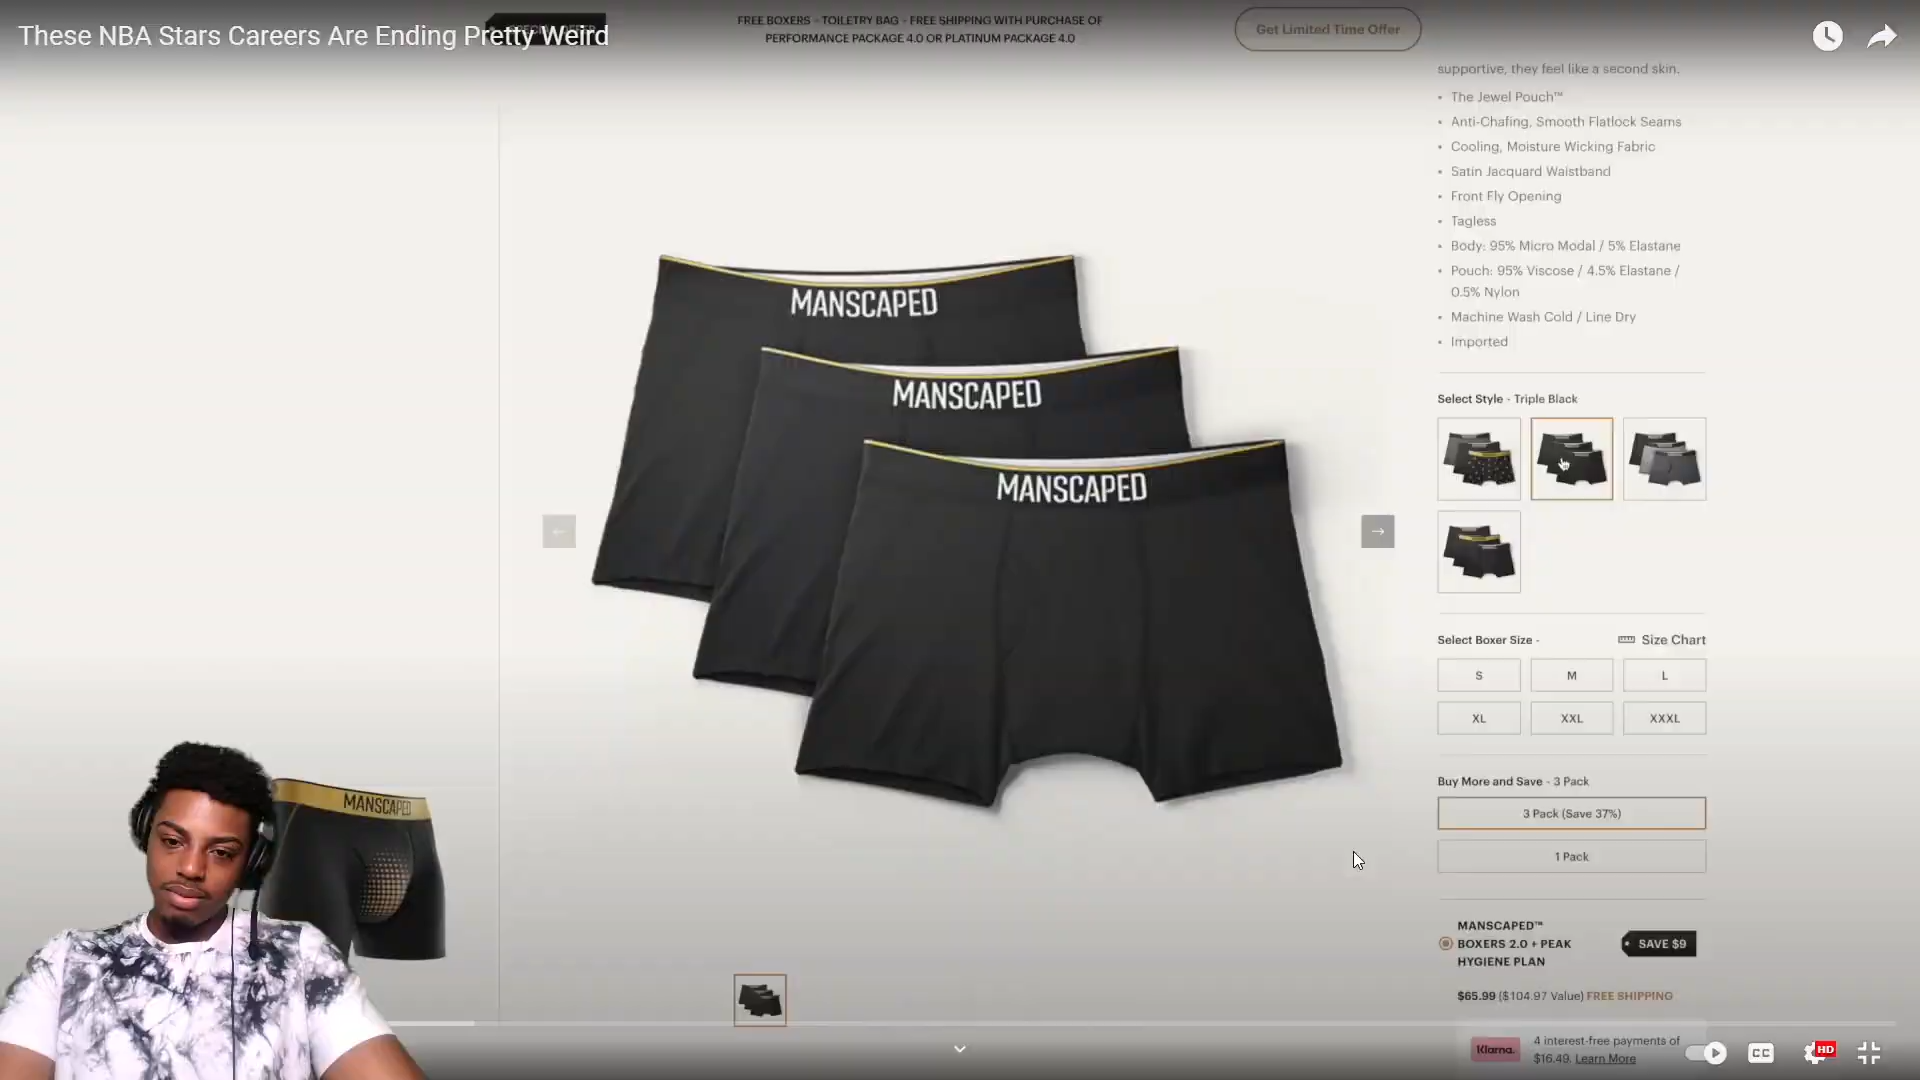 These NBA Stars Careers Are Ending Pretty Weird
FREE BOXERS + TOILETRY BAG + FREE SHIPPING WITH PURCHASE OF
PERFORMANCE PACKAGE 4.0 OR PLATINUM PACKAGE 4.0
Get Limited Time Offer
supportive, they feel like a second skin.
• The Jewel Pouch™
• Anti-Chafing, Smooth Flatlock Seams
• Cooling, Moisture Wicking Fabric
• Satin Jacquard Waistband
• Front Fly Opening
• Tagless
• Body: 95% Micro Modal / 5% Elastane
• Pouch: 95% Viscose / 4.5% Elastane /
0.5% Nylon
• Machine Wash Cold / Line Dry
• Imported
MANSCAPED
MANSCAPED
MANSCAPED
Select Style - Triple Black
Select Boxer Size -
Size Chart
S
M
L
XL
XXL
XXXL
Buy More and Save - 3 Pack
3 Pack (Save 37%)
1 Pack
MANSCAPED
MANSCAPED™
BOXERS 2.0 + PEAK
HYGIENE PLAN
SAVE $9
$65.99 ($104.97 Value) FREE SHIPPING
Klarna.
4 interest-free payments of
$16.49. Learn More
CC
HD